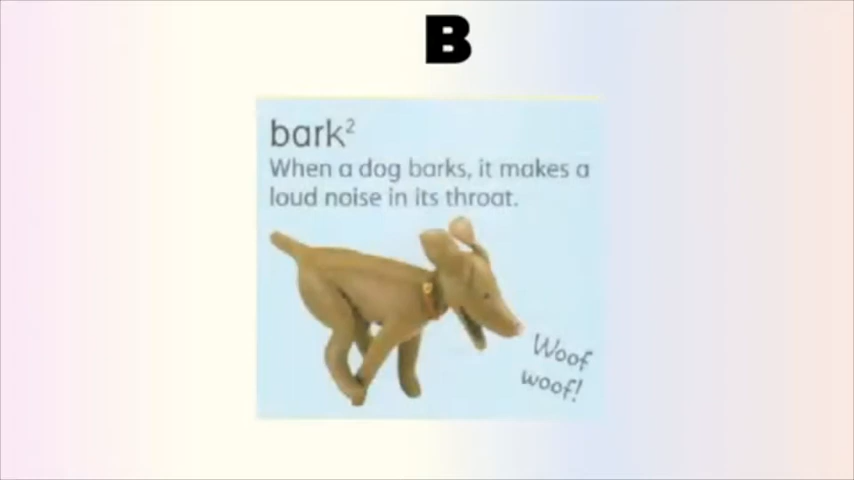 B
bark²
When a dog barks, it makes a
loud noise in its throat.
Woof
woof!